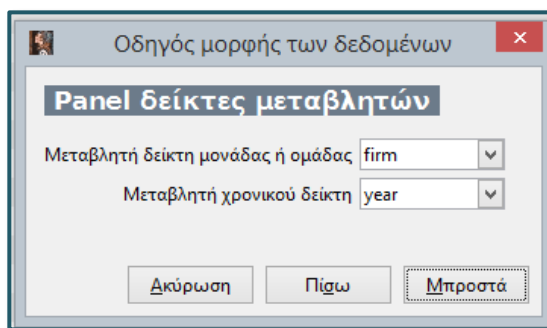 Οδηγός μορφής των δεδομένων
Panel δείκτες μεταβλητών
Μεταβλητή δείκτη μονάδας ή ομάδας firm
Μεταβλητή χρονικού δείκτη year
Ακύρωση Πίσω Μπροστά